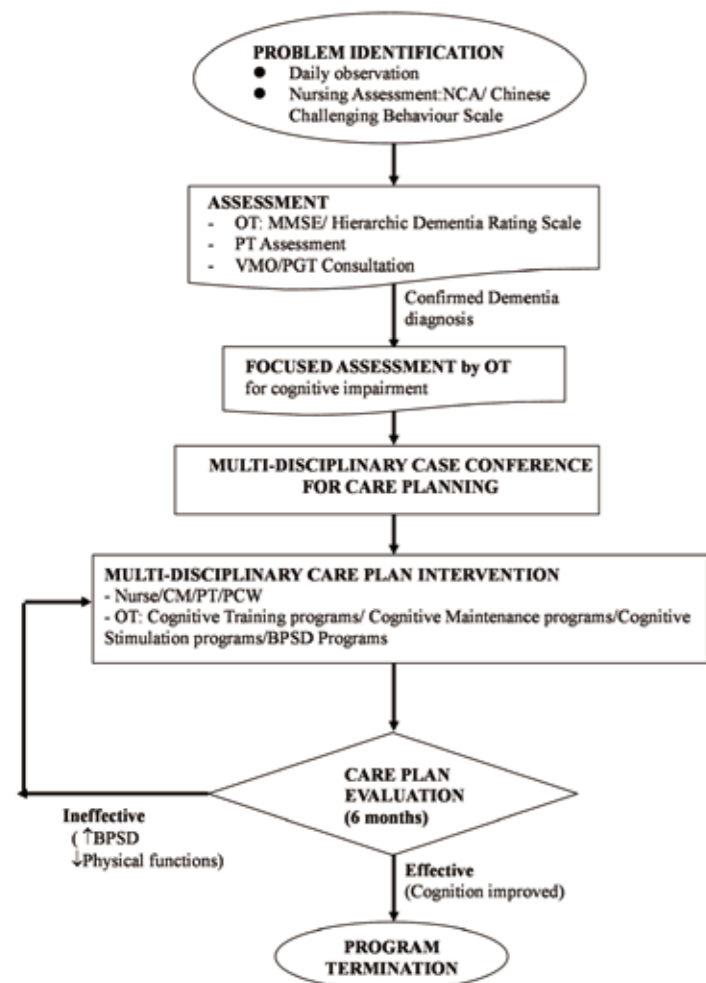 PROBLEM IDENTIFICATION
● Daily observation
● Nursing Assessment:NCA/ Chinese
Challenging Behaviour Scale
ASSESSMENT
- OT: MMSE/ Hierarchic Dementia Rating Scale
- PT Assessment
- VMO/PGT Consultation
Confirmed Dementia
diagnosis
FOCUSED ASSESSMENT by OT
for cognitive impairment
MULTI-DISCIPLINARY CASE CONFERENCE
FOR CARE PLANNING
MULTI-DISCIPLINARY CARE PLAN INTERVENTION
- Nurse/CM/PT/PCW
- OT: Cognitive Training programs/ Cognitive Maintenance programs/Cognitive
Stimulation programs/BPSD Programs
CARE PLAN
EVALUATION
(6 months)
Ineffective
( ↑BPSD
↓Physical functions)
Effective
(Cognition improved)
PROGRAM
TERMINATION